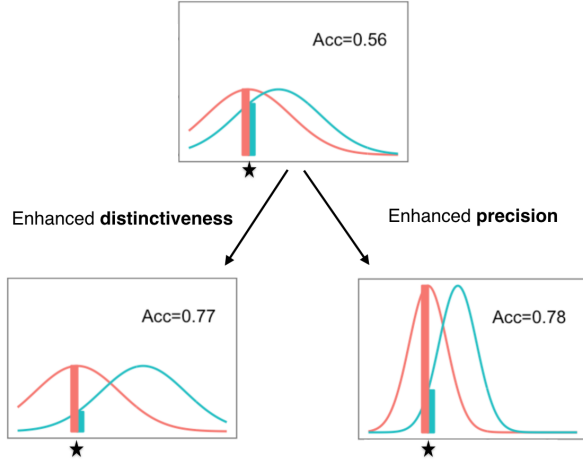 Acc=0.56
Enhanced distinctiveness
Enhanced precision
Acc=0.77
Acc=0.78